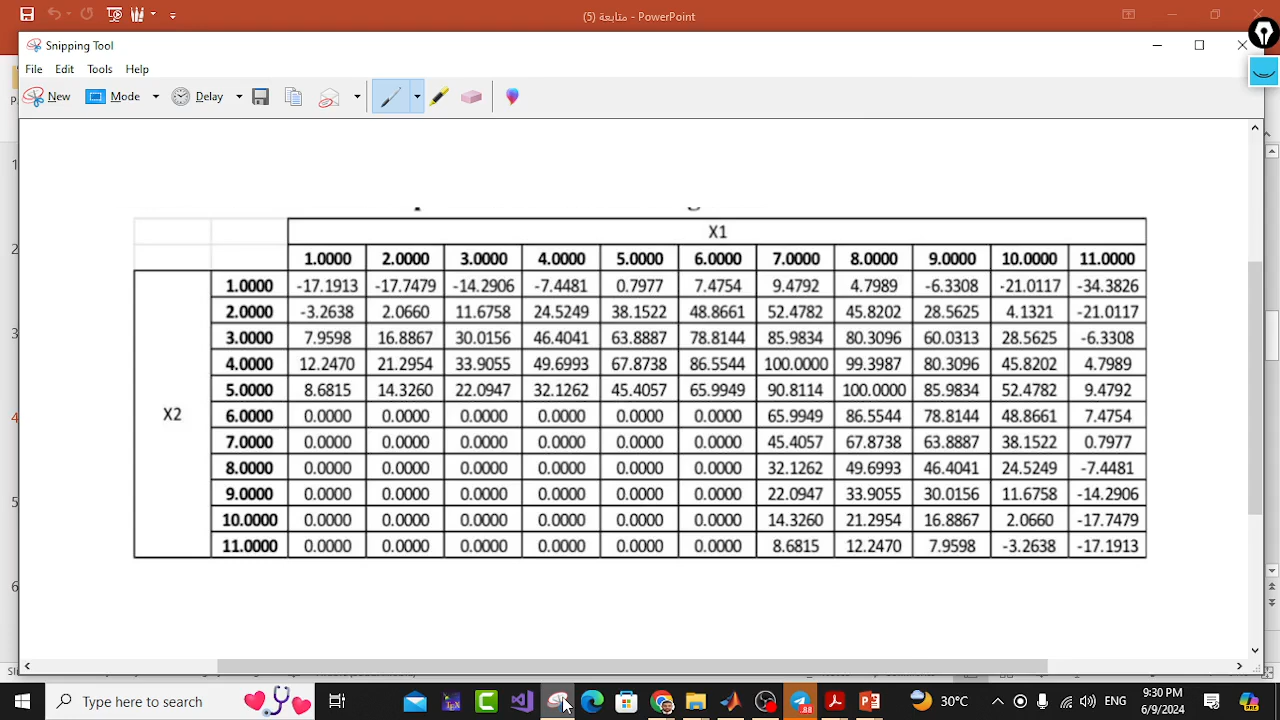 متابعة (5) - PowerPoint
Snipping Tool
File Edit Tools Help
New Mode Delay
X1
1.0000 2.0000 3.0000 4.0000 5.0000 6.0000 7.0000 8.0000 9.0000 10.0000 11.0000
1.0000 -17.1913 -17.7479 -14.2906 -7.4481 0.7977 7.4754 9.4792 4.7989 -6.3308 -21.0117 -34.3826
2.0000 -3.2638 2.0660 11.6758 24.5249 38.1522 48.8661 52.4782 45.8202 28.5625 4.1321 -21.0117
3.0000 7.9598 16.8867 30.0156 46.4041 63.8887 78.8144 85.9834 80.3096 60.0313 28.5625 -6.3308
4.0000 12.2470 21.2954 33.9055 49.6993 67.8738 86.5544 100.0000 99.3987 80.3096 45.8202 4.7989
5.0000 8.6815 14.3260 22.0947 32.1262 45.4057 65.9949 90.8114 100.0000 85.9834 52.4782 9.4792
X2
6.0000 0.0000 0.0000 0.0000 0.0000 0.0000 0.0000 65.9949 86.5544 78.8144 48.8661 7.4754
7.0000 0.0000 0.0000 0.0000 0.0000 0.0000 0.0000 45.4057 67.8738 63.8887 38.1522 0.7977
8.0000 0.0000 0.0000 0.0000 0.0000 0.0000 0.0000 32.1262 49.6993 46.4041 24.5249 -7.4481
9.0000 0.0000 0.0000 0.0000 0.0000 0.0000 0.0000 22.0947 33.9055 30.0156 11.6758 -14.2906
10.0000 0.0000 0.0000 0.0000 0.0000 0.0000 0.0000 14.3260 21.2954 16.8867 2.0660 -17.7479
11.0000 0.0000 0.0000 0.0000 0.0000 0.0000 0.0000 8.6815 12.2470 7.9598 -3.2638 -17.1913
1
2
3
4
5
6
Type here to search
30°C ENG 9:30 PM
6/9/2024